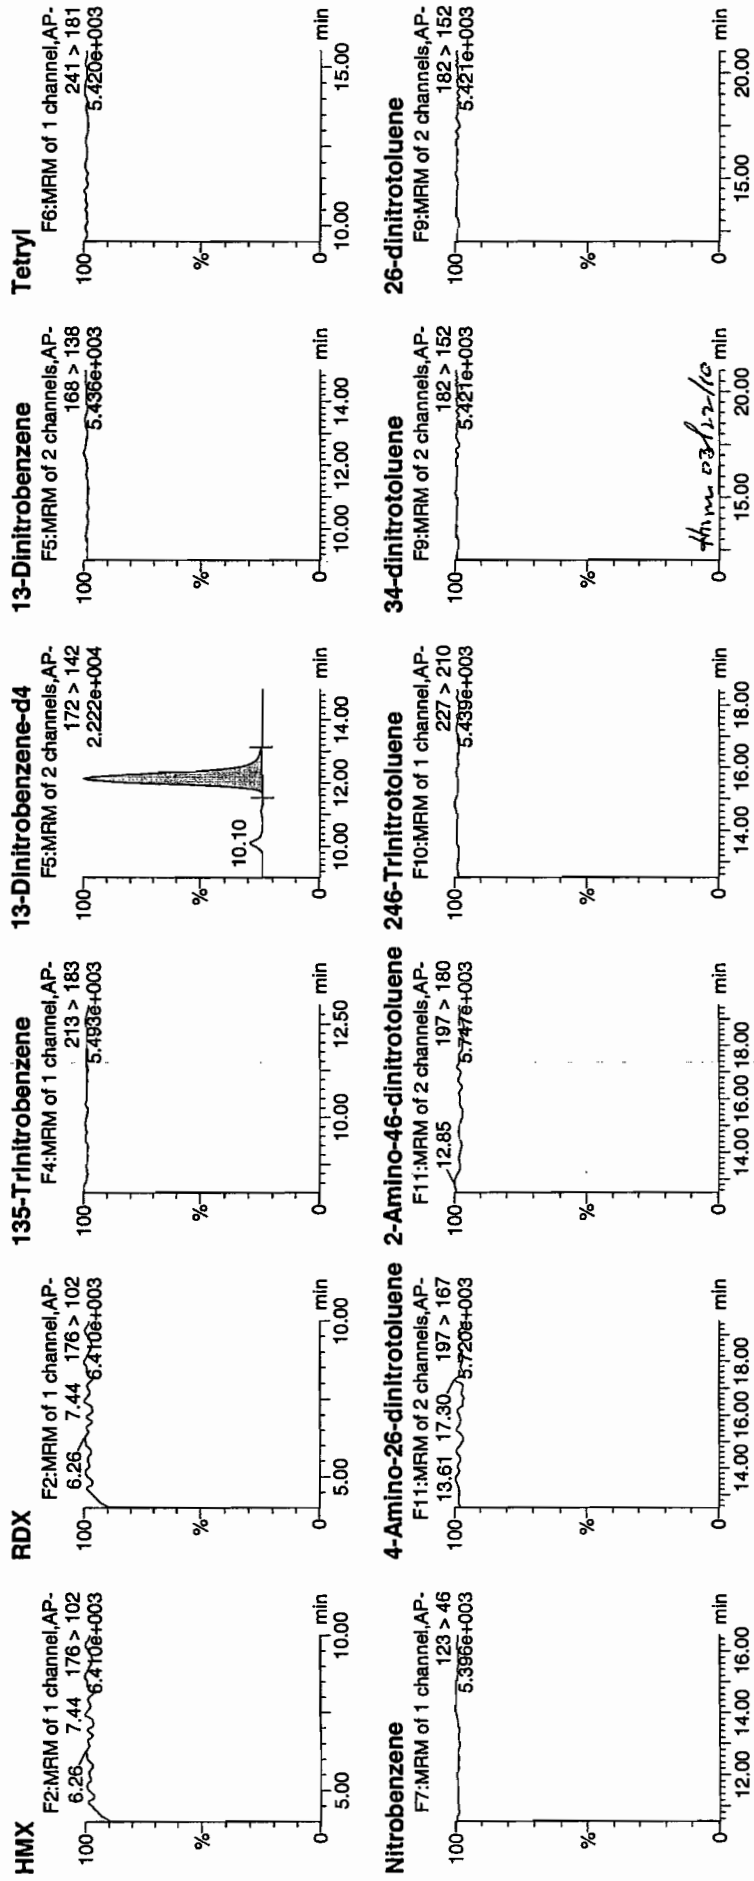 HMX
F2:MRM of 1 channel,AP-
176 > 102
6.410e+003
6.26
7.44
100
%
0
5.00
10.00
min
RDX
F2:MRM of 1 channel,AP-
176 > 102
6.410e+003
6.26
7.44
100
%
0
5.00
10.00
min
135-Trinitrobenzene
F4:MRM of 1 channel,AP-
213 > 183
5.493e+003
100
%
0
10.00
12.50
min
13-Dinitrobenzene-d4
F5:MRM of 2 channels,AP-
172 > 142
2.222e+004
10.10
100
%
0
10.00
12.00
14.00
min
13-Dinitrobenzene
F5:MRM of 2 channels,AP-
168 > 138
5.436e+003
100
%
0
10.00
12.00
14.00
min
Tetryl
F6:MRM of 1 channel,AP-
241 > 181
5.420e+003
100
%
0
10.00
15.00
min
Nitrobenzene
F7:MRM of 1 channel,AP-
123 > 46
5.396e+003
100
%
0
12.00
14.00
16.00
min
4-Amino-26-dinitrotoluene
F11:MRM of 2 channels,AP-
13.61
17.30
197 > 167
5.720e+003
100
%
0
14.00
16.00
18.00
min
2-Amino-46-dinitrotoluene
F11:MRM of 2 channels,AP-
12.85
197 > 180
5.747e+003
100
%
0
14.00
16.00
18.00
min
246-Trinitrotoluene
F10:MRM of 1 channel,AP-
227 > 210
5.439e+003
100
%
0
14.00
16.00
18.00
min
34-dinitrotoluene
F9:MRM of 2 channels,AP-
182 > 152
5.421e+003
100
%
0
15.00
20.00
min
03/22/10
26-dinitrotoluene
F9:MRM of 2 channels,AP-
182 > 152
5.421e+003
100
%
0
15.00
20.00
min